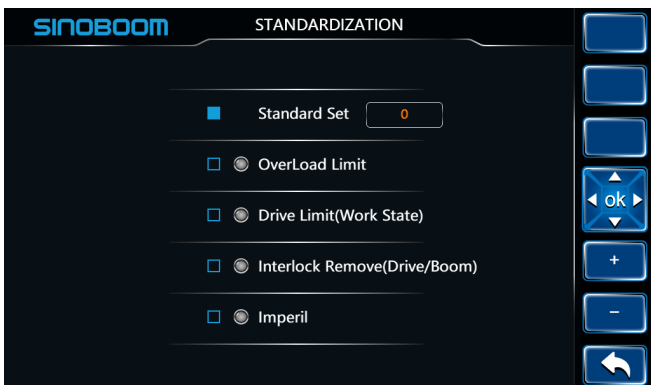 SINOBOOM
STANDARDIZATION
Standard Set 0
OverLoad Limit
Drive Limit(Work State)
ok
Interlock Remove(Drive/Boom)
+
Imperil
−